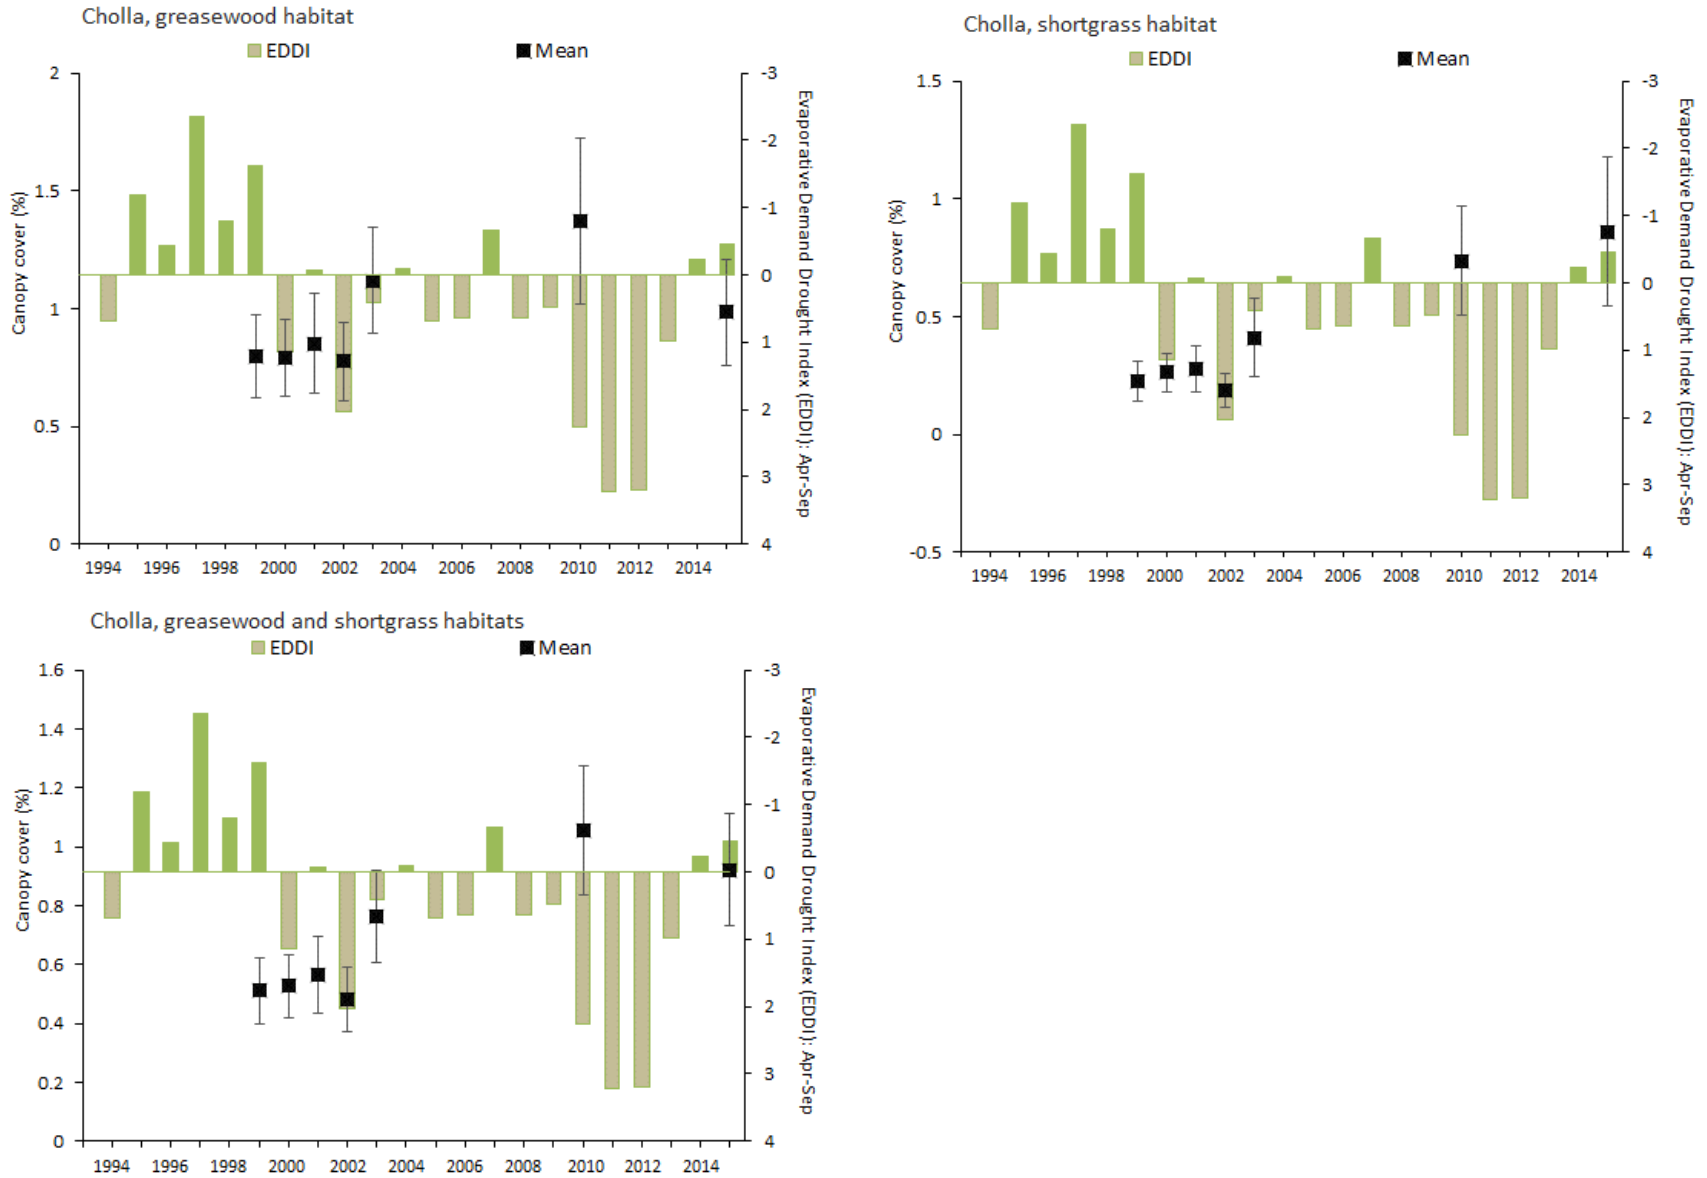 Cholla, greasewood habitat
EDDI Mean
2
1.5
1
0.5
0
Canopy cover (%)
-3
-2
-1
0
1
2
3
4
Evaporative Demand Drought Index (EDDI): Apr-Sep
1994 1996 1998 2000 2002 2004 2006 2008 2010 2012 2014
Cholla, shortgrass habitat
EDDI Mean
1.5
1
0.5
0
-0.5
Canopy cover (%)
-3
-2
-1
0
1
2
3
4
Evaporative Demand Drought Index (EDDI): Apr-Sep
1994 1996 1998 2000 2002 2004 2006 2008 2010 2012 2014
Cholla, greasewood and shortgrass habitats
EDDI Mean
1.6
1.4
1.2
1
0.8
0.6
0.4
0.2
0
Canopy cover (%)
-3
-2
-1
0
1
2
3
4
Evaporative Demand Drought Index (EDDI): Apr-Sep
1994 1996 1998 2000 2002 2004 2006 2008 2010 2012 2014